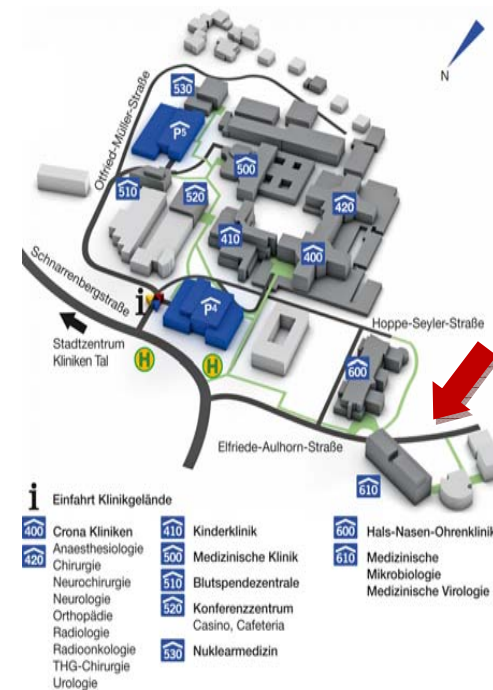 N
530
Otfried-Müller-Straße
P5
500
510
520
420
410
400
Schnarrenbergstraße
i
P4
Hoppe-Seyler-Straße
Stadtzentrum
Kliniken Tal
H
H
600
Elfriede-Aulhorn-Straße
610
i Einfahrt Klinikgelände
400 Crona Kliniken
420 Anaesthesiologie
Chirurgie
Neurochirurgie
Neurologie
Orthopädie
Radiologie
Radioonkologie
THG-Chirurgie
Urologie
410 Kinderklinik
500 Medizinische Klinik
510 Blutspendezentrale
520 Konferenzzentrum
Casino, Cafeteria
530 Nuklearmedizin
600 Hals-Nasen-Ohrenklinik
610 Medizinische
Mikrobiologie
Medizinische Virologie